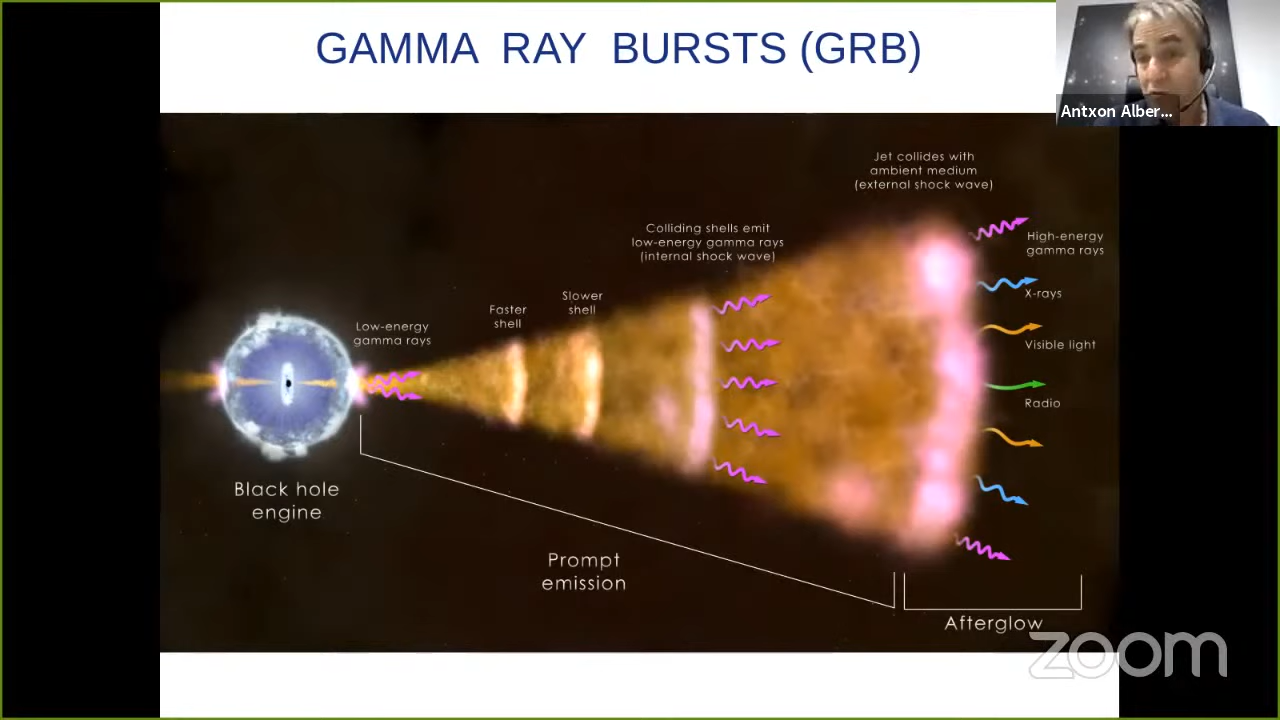 GAMMA RAY BURSTS (GRB)
Antxon Alber...
Jet collides with
ambient medium
(external shock wave)
Colliding shells emit
low-energy gamma rays
(internal shock wave)
High-energy
gamma rays
X-rays
Slower
shell
Faster
shell
Low-energy
gamma rays
Visible light
Radio
Black hole
engine
Prompt
emission
Afterglow
zoom